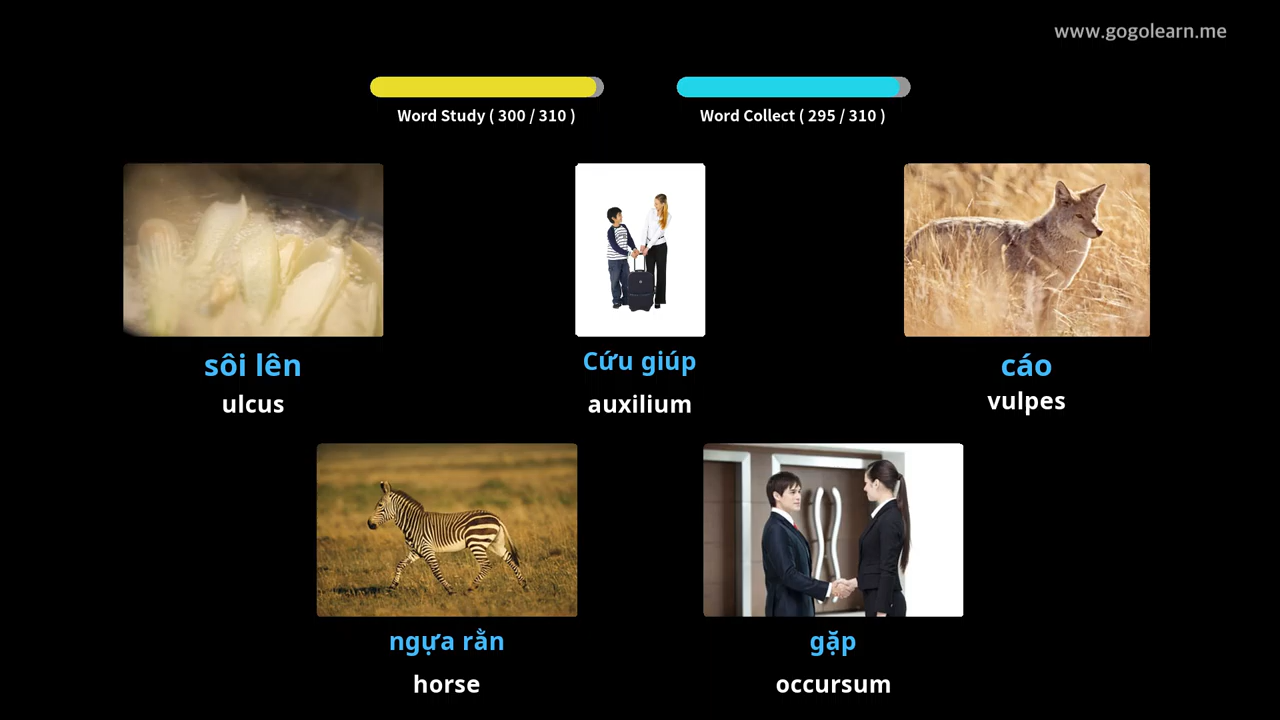 www.gogolearn.me
Word Study ( 300 / 310 )
Word Collect ( 295 / 310 )
sôi lên
ulcus
Cứu giúp
auxilium
cáo
vulpes
ngựa rằn
horse
gặp
occursum